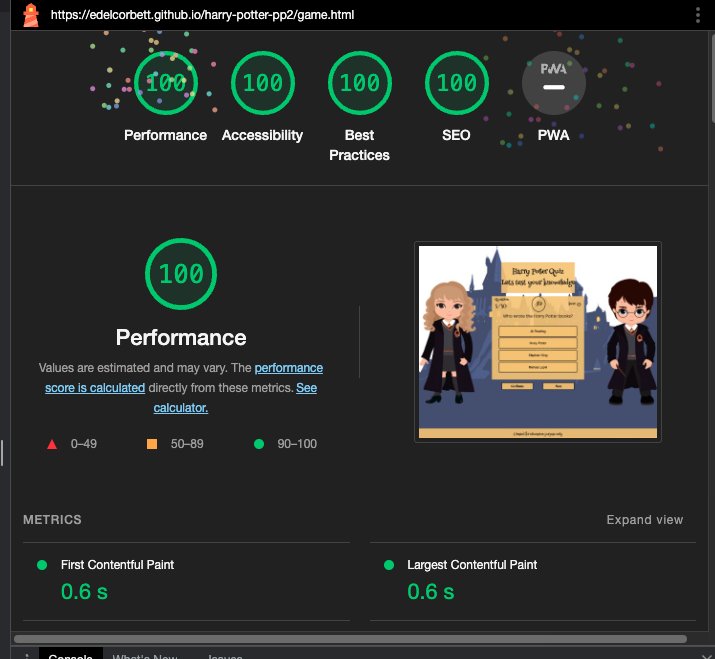 https://edelcorbett.github.io/harry-potter-pp2/game.html
100 100 100 100 PWA
Performance Accessibility Best Practices SEO PWA
100
Performance
Values are estimated and may vary. The performance
score is calculated directly from these metrics. See
calculator.
0–49 50–89 90–100
Harry Poter Quiz
Lets test your knowledge
Who wrote the Harry Potter books?
METRICS
Expand view
First Contentful Paint
0.6 s
Largest Contentful Paint
0.6 s
Console What's New Issues